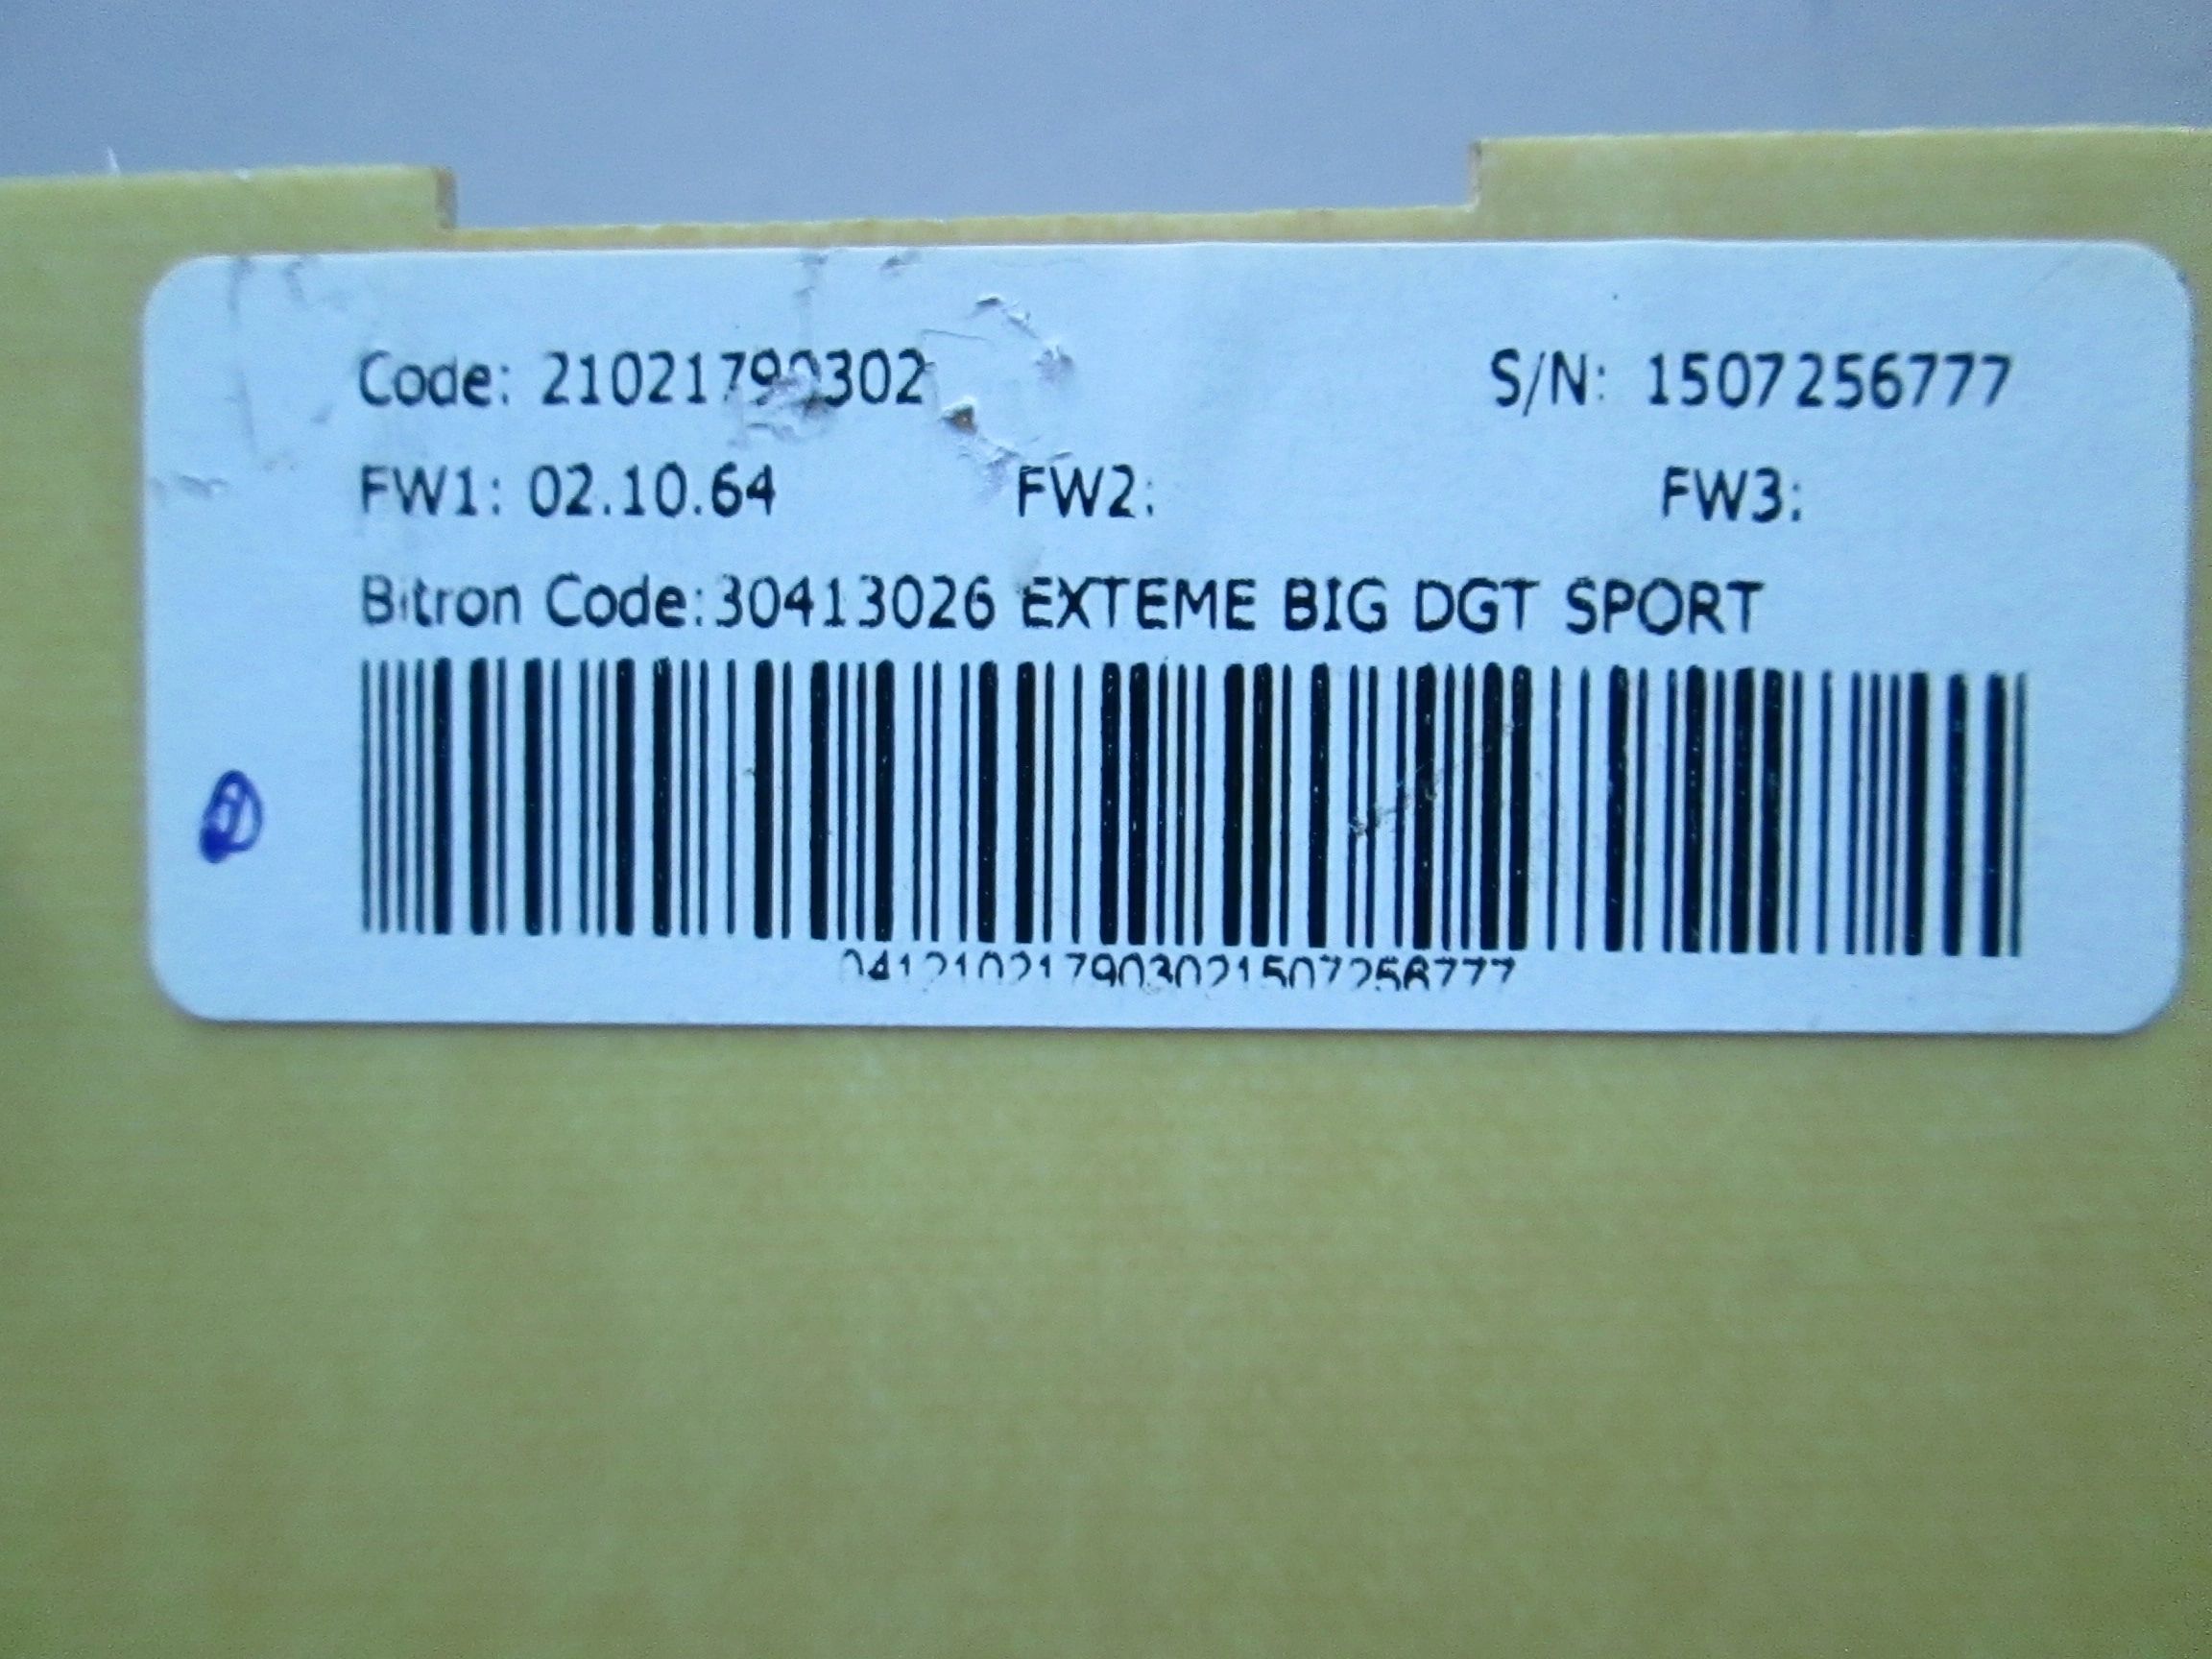 Code: 21021790302 S/N: 1507256777
FW1: 02.10.64 FW2: FW3:
Bitron Code:30413026 EXTEME BIG DGT SPORT
041210217903021507256777